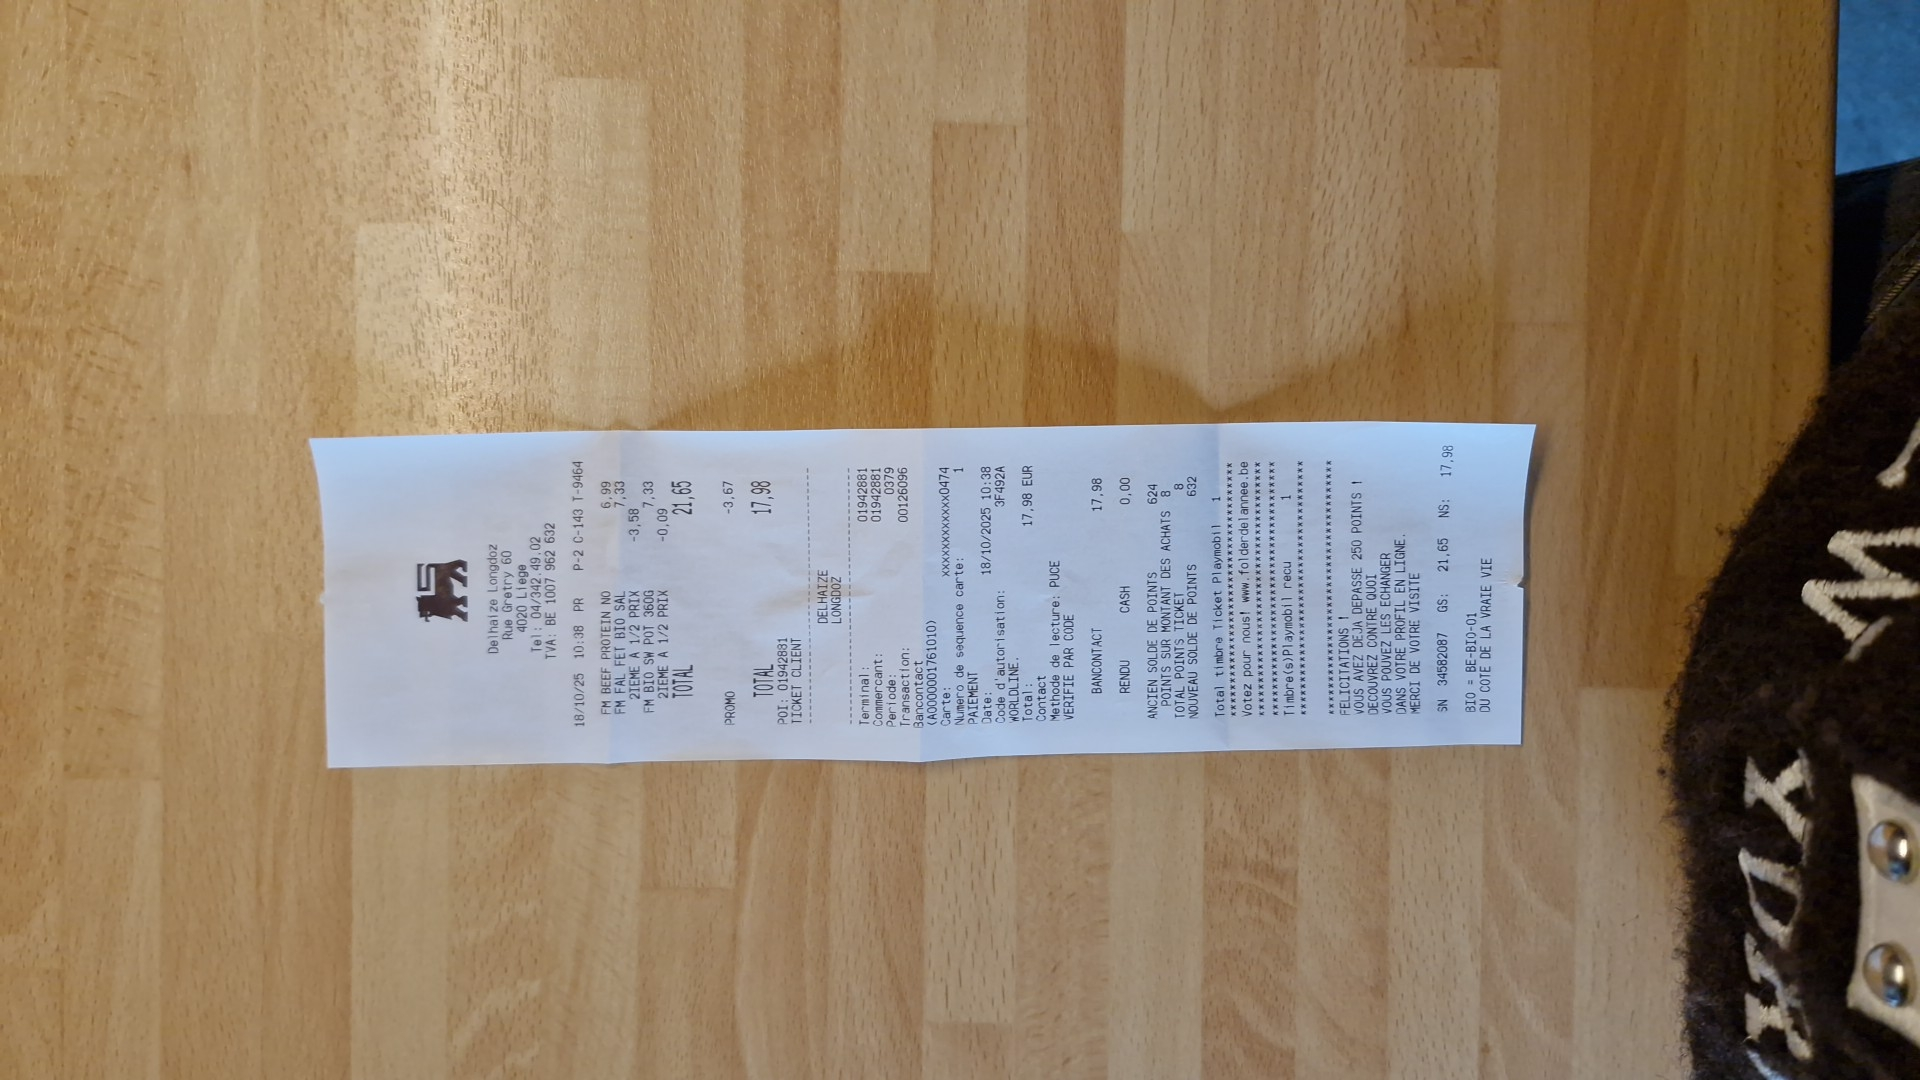 Delhaize Longdoz
Rue Gretry 60
4020 Liege
Tel: 04/342.49.02
TVA: BE 1007 962 632
18/10/25 10:38 PR P-2 C-143 T-9464
FM BEEF PROTEIN NO 6,99
FM FAL FET BIO SAL 7,33
2IEME A 1/2 PRIX -3,58
FM BIO SW POT 360G 7,33
2IEME A 1/2 PRIX -0,09
TOTAL 21,65
PROMO -3,67
TOTAL 17,98
POI: 01942881
TICKET CLIENT
DELHAIZE
LONGDOZ
Terminal: 01942881
Commercant: 01942881
Periode: 0379
Transaction: 00126096
Bancontact
(A0000001761010)
Carte: xxxxxxxxxxxxx0474
Numero de sequence carte: 1
PAIEMENT
Date: 18/10/2025 10:38
Code d'autorisation: 3F492A
WORLDLINE.
Total: 17,98 EUR
Contact
Methode de lecture: PUCE
VERIFIE PAR CODE
BANCONTACT 17,98
RENDU CASH 0,00
ANCIEN SOLDE DE POINTS 624
POINTS SUR MONTANT DES ACHATS 8
TOTAL POINTS TICKET 8
NOUVEAU SOLDE DE POINTS 632
Total timbre Ticket Playmobil 1
Votez pour nous! www.folderdelannee.be
Timbre(s)Playmobil recu 1
FELICITATIONS !
VOUS AVEZ DEJA DEPASSE 250 POINTS !
DECOUVREZ CONTRE QUOI
VOUS POUVEZ LES ECHANGER
DANS VOTRE PROFIL EN LIGNE.
MERCI DE VOTRE VISITE
SN 34582087 GS: 21,65 NS: 17,98
BIO = BE-BIO-01
DU COTE DE LA VRAIE VIE